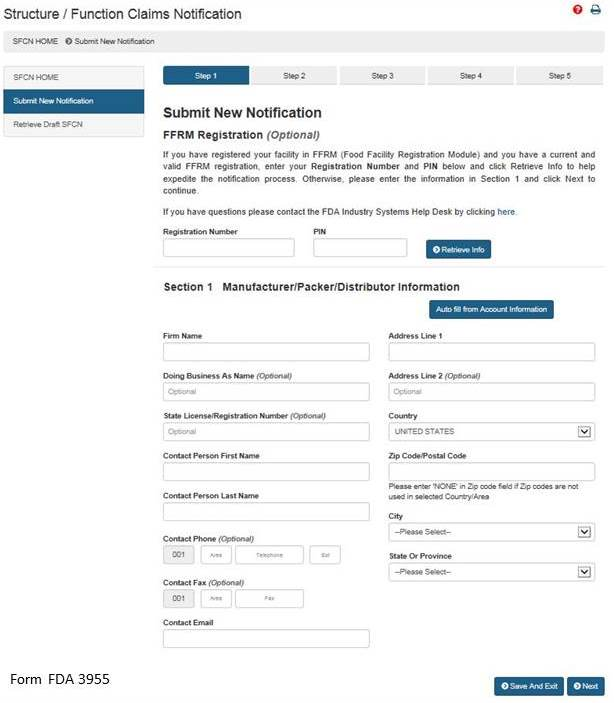 Structure / Function Claims Notification
SFCN HOME Submit New Notification
SFCN HOME
Submit New Notification
Retrieve Draft SFCN
Step 1 Step 2 Step 3 Step 4 Step 5
Submit New Notification
FFRM Registration (Optional)
If you have registered your facility in FFRM (Food Facility Registration Module) and you have a current and
valid FFRM registration, enter your Registration Number and PIN below and click Retrieve Info to help
expedite the notification process. Otherwise, please enter the information in Section 1 and click Next to
continue.
If you have questions please contact the FDA Industry Systems Help Desk by clicking here.
Registration Number PIN
Retrieve Info
Section 1 Manufacturer/Packer/Distributor Information
Auto fill from Account Information
Firm Name
Doing Business As Name (Optional)
Optional
State License/Registration Number (Optional)
Optional
Contact Person First Name
Contact Person Last Name
Contact Phone (Optional)
001 Area Telephone Ext
Contact Fax (Optional)
001 Area Fax
Contact Email
Address Line 1
Address Line 2 (Optional)
Optional
Country
UNITED STATES
Zip Code/Postal Code
Please enter 'NONE' in Zip code field if Zip codes are not
used in selected Country/Area
City
--Please Select--
State Or Province
--Please Select--
Form FDA 3955
Save And Exit Next